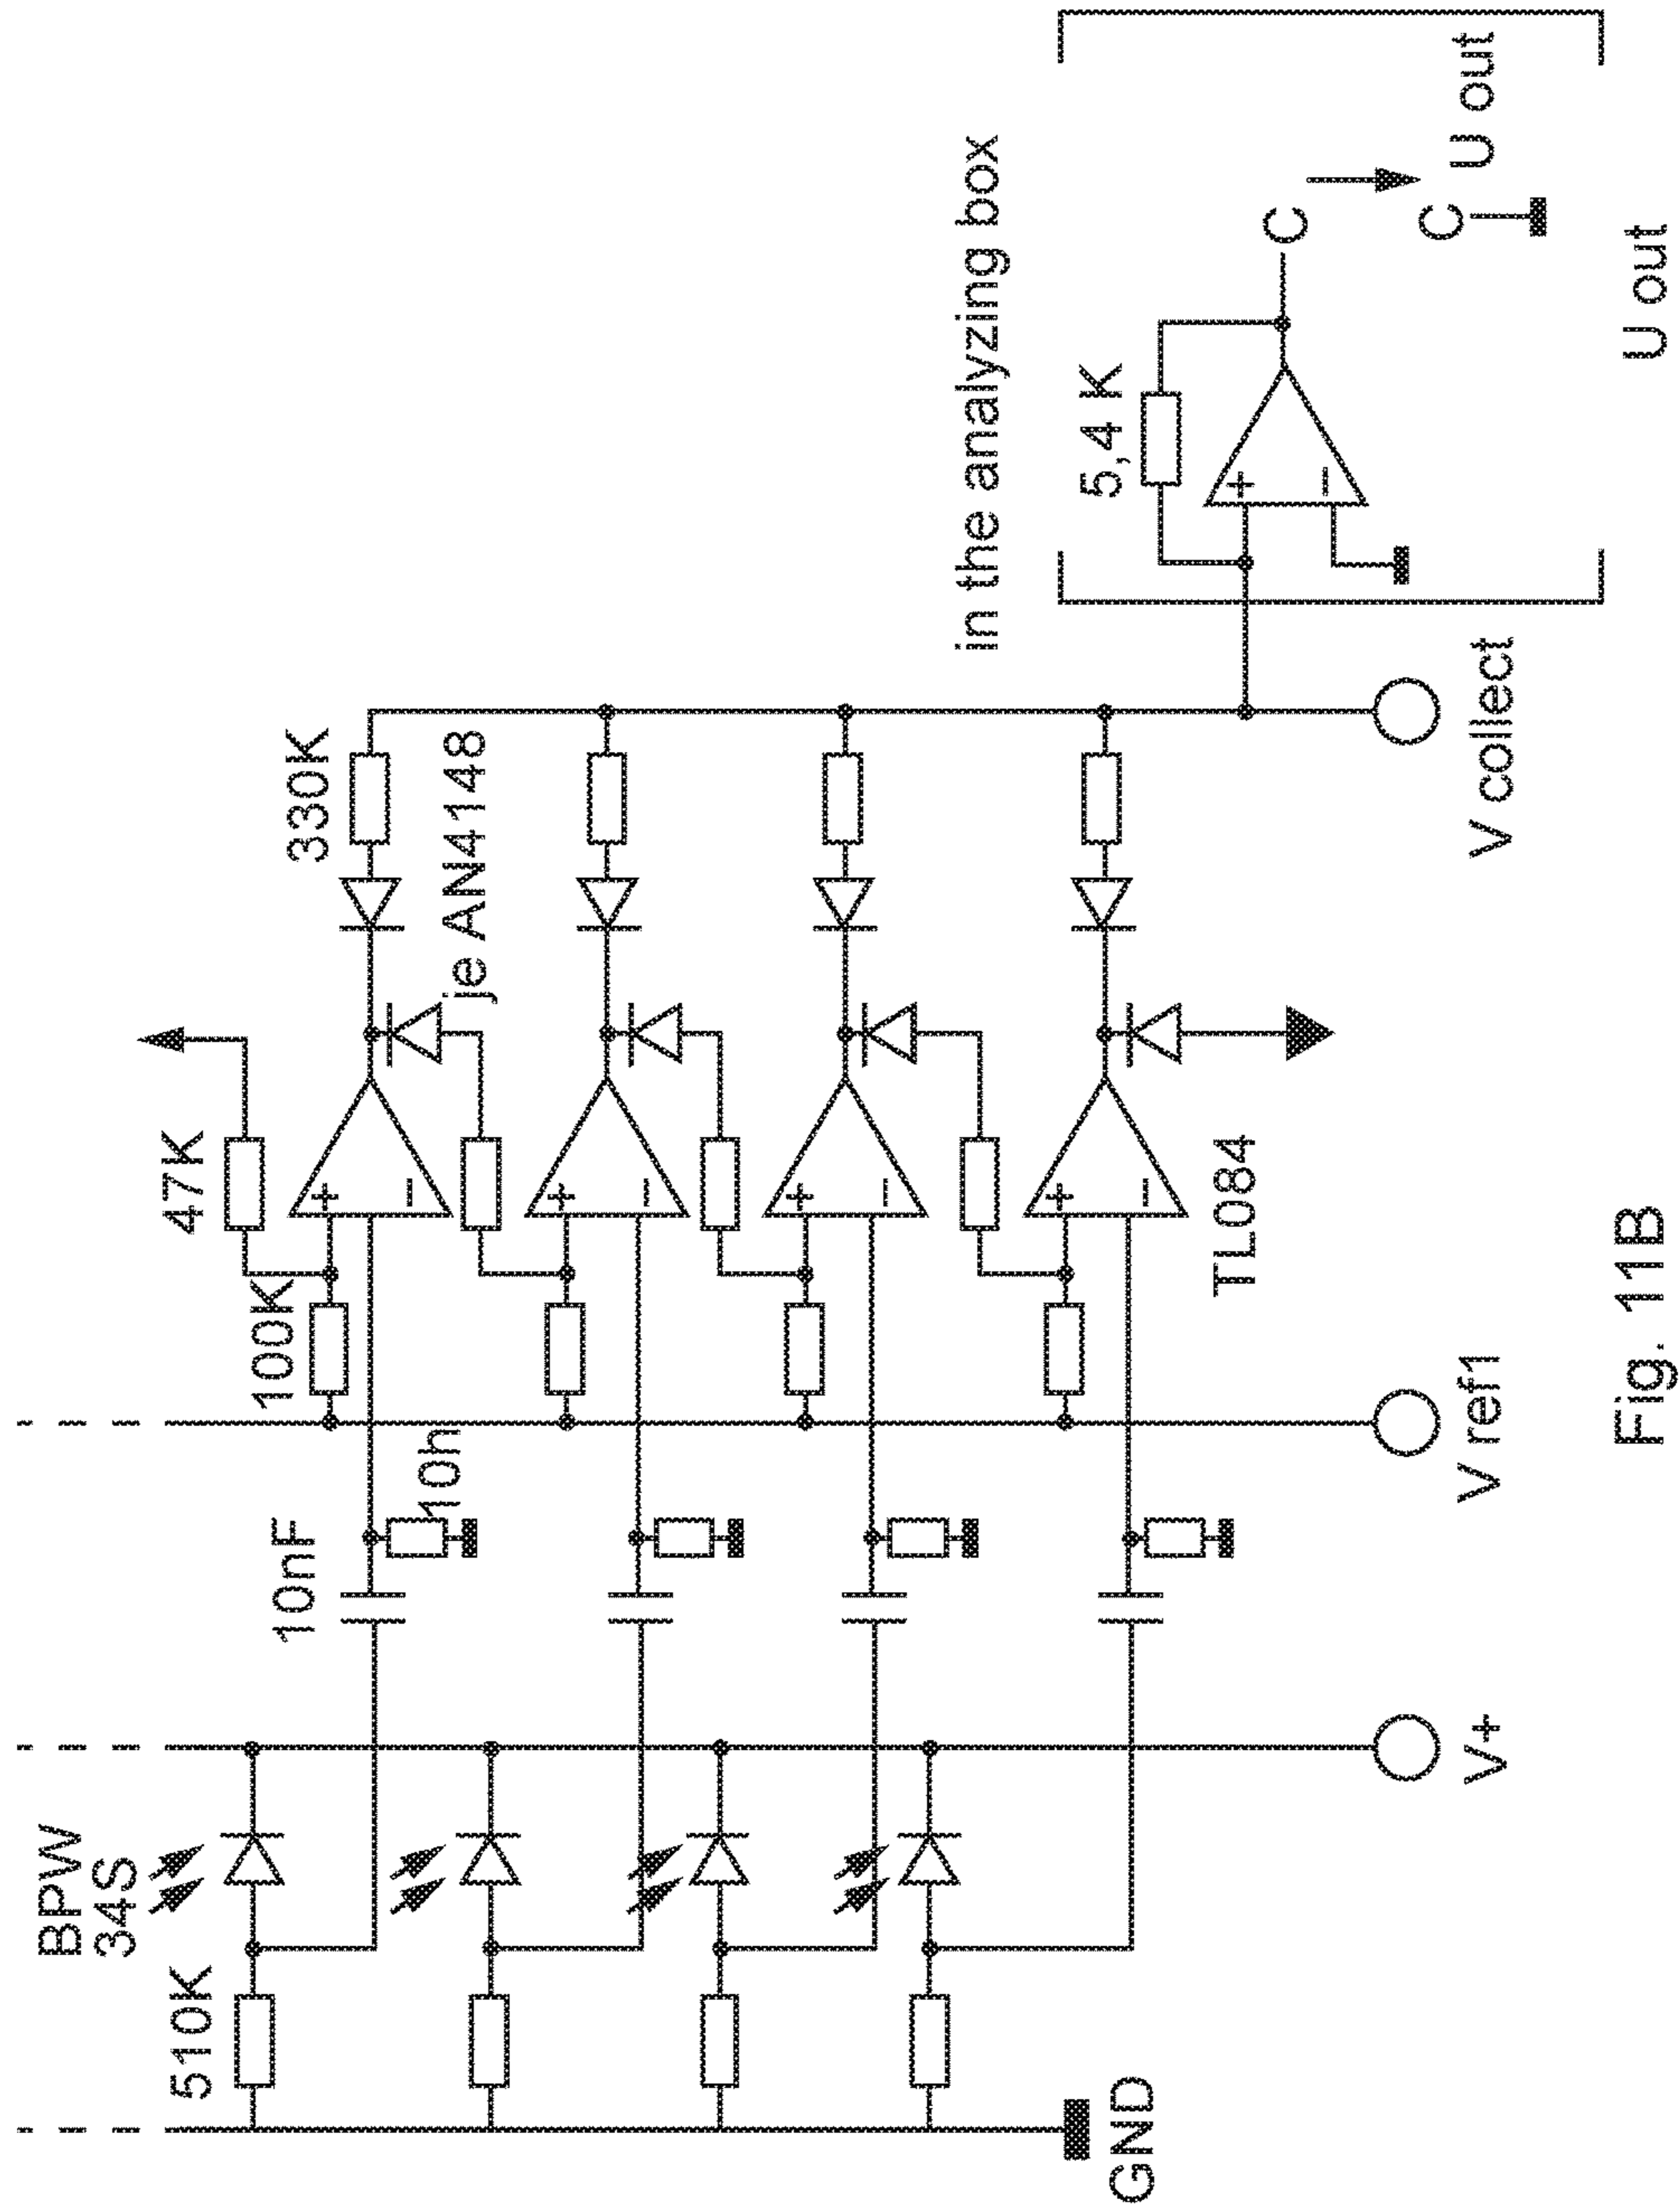 BPW
34S
510K
GND
V+
10nF
10h
100K
47K
V ref1
TL084
330K
je AN4148
V collect
in the analyzing box
5,4 K
+
−
+
−
+
−
+
−
+
−
C
C
U out
U out
Fig. 11B